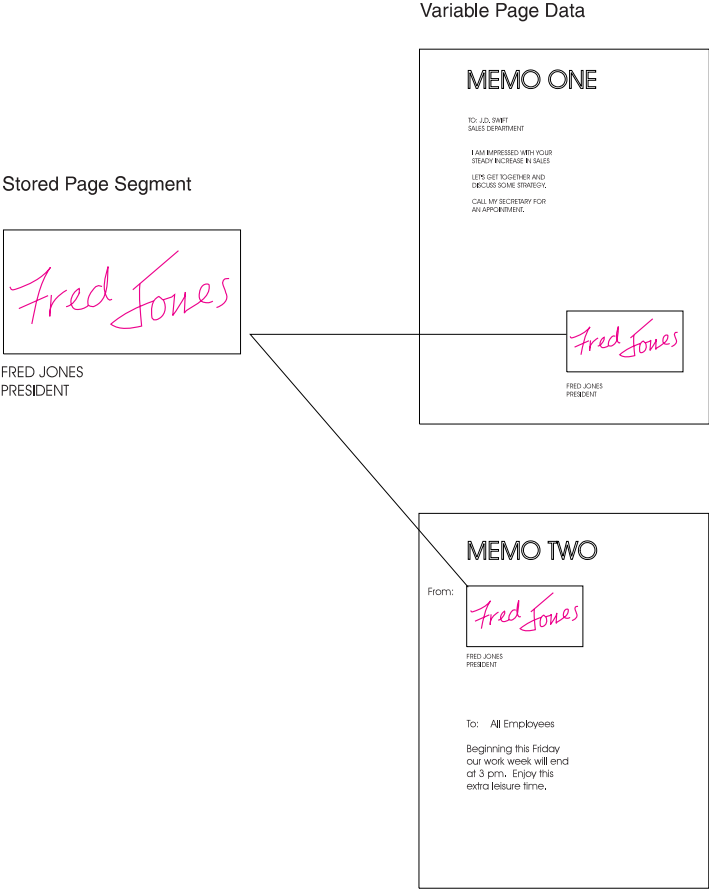 Variable Page Data
MEMO ONE
TO: J.D. SWIFT
SALES DEPARTMENT
I AM IMPRESSED WITH YOUR
STEADY INCREASE IN SALES
LET'S GET TOGETHER AND
DISCUSS SOME STRATEGY.
CALL MY SECRETARY FOR
AN APPOINTMENT.
Fred Jones
FRED JONES
PRESIDENT
Stored Page Segment
Fred Jones
FRED JONES
PRESIDENT
MEMO TWO
From:
Fred Jones
FRED JONES
PRESIDENT
To: All Employees
Beginning this Friday
our work week will end
at 3 pm. Enjoy this
extra leisure time.